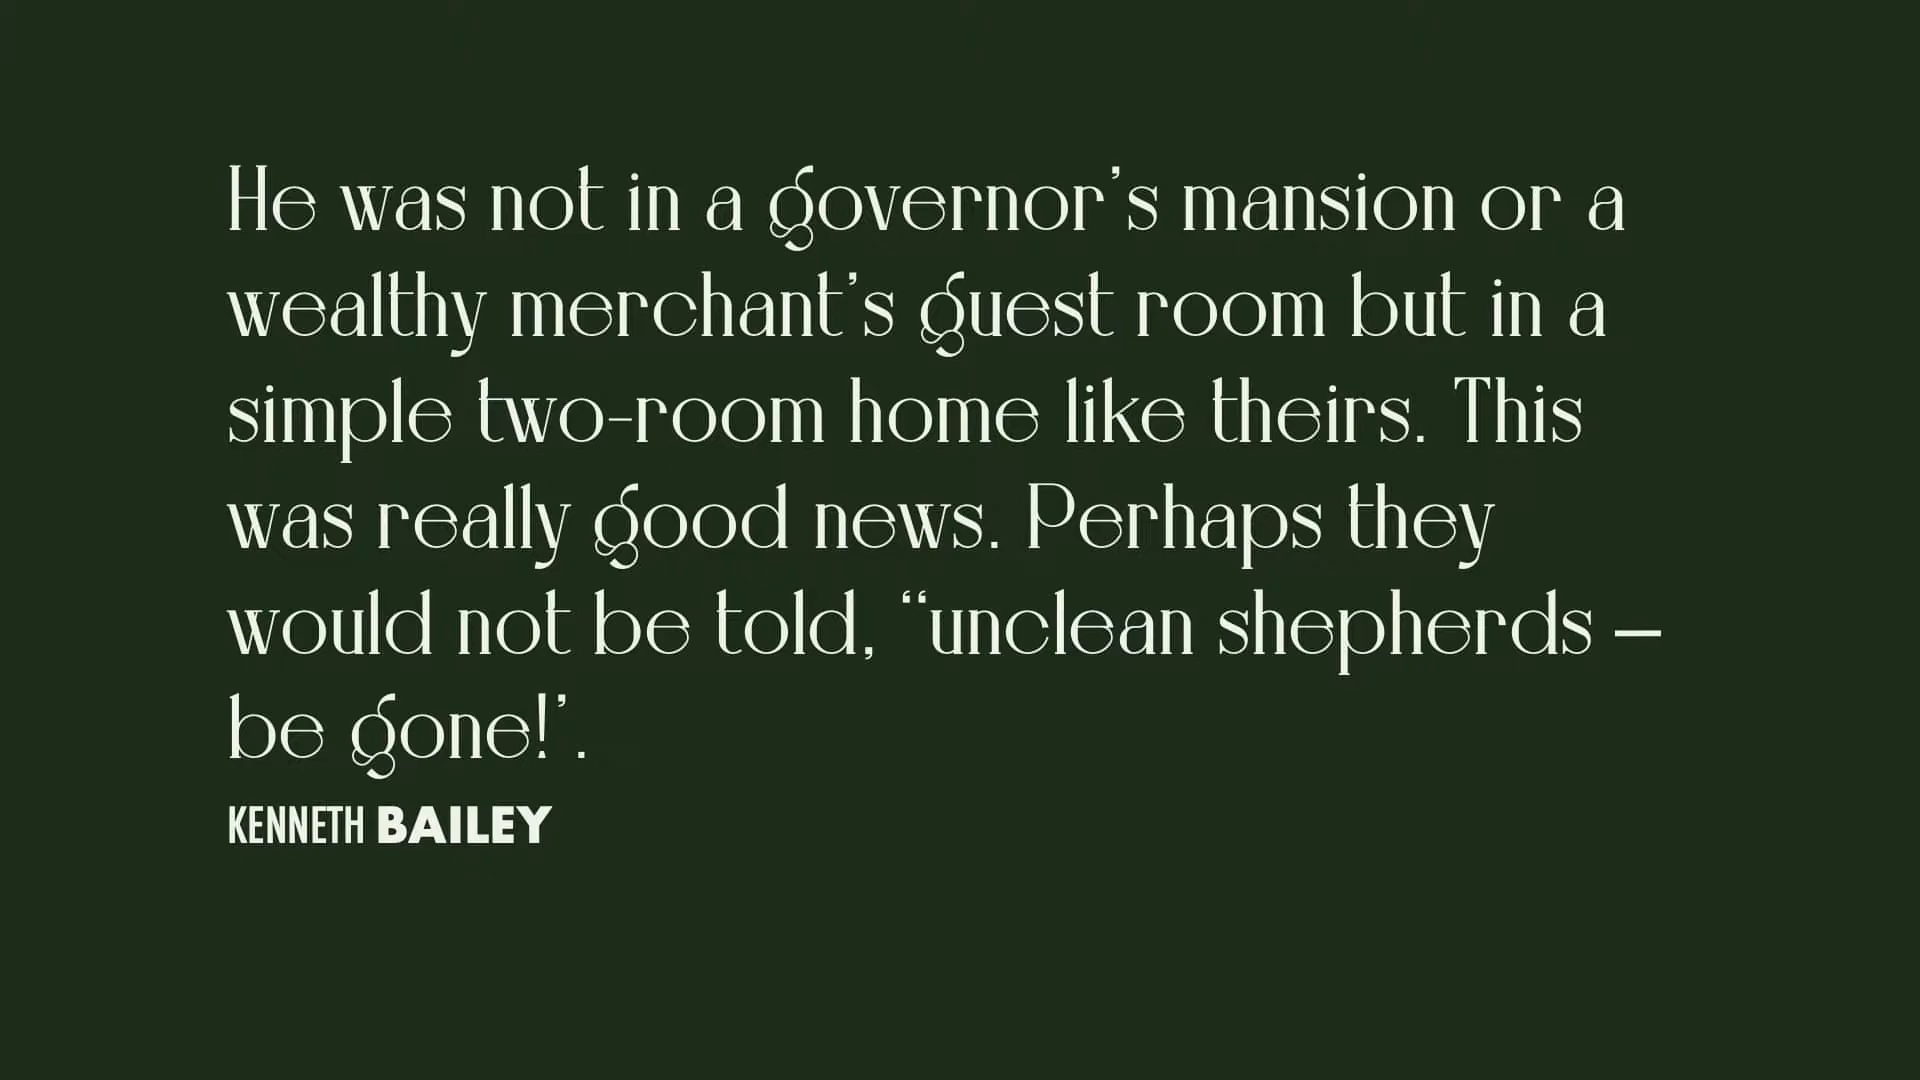 He was not in a governor’s mansion or a
wealthy merchant’s guest room but in a
simple two-room home like theirs. This
was really good news. Perhaps they
would not be told, “unclean shepherds –
be gone!’.
KENNETH BAILEY